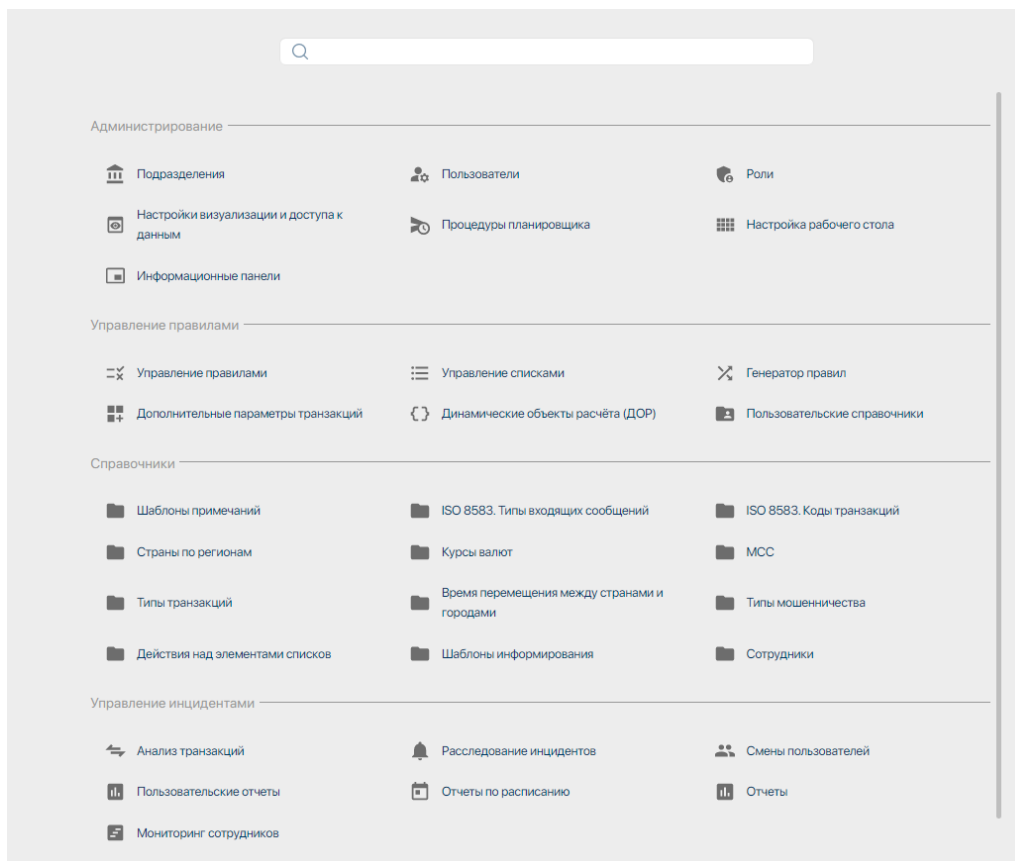 Администрирование
Подразделения
Пользователи
Роли
Настройки визуализации и доступа к
данным
Процедуры планировщика
Настройка рабочего стола
Информационные панели
Управление правилами
Управление правилами
Управление списками
Генератор правил
Дополнительные параметры транзакций
Динамические объекты расчёта (ДОР)
Пользовательские справочники
Справочники
Шаблоны примечаний
ISO 8583. Типы входящих сообщений
ISO 8583. Коды транзакций
Страны по регионам
Курсы валют
MCC
Типы транзакций
Время перемещения между странами и
городами
Типы мошенничества
Действия над элементами списков
Шаблоны информирования
Сотрудники
Управление инцидентами
Анализ транзакций
Расследование инцидентов
Смены пользователей
Пользовательские отчеты
Отчеты по расписанию
Отчеты
Мониторинг сотрудников